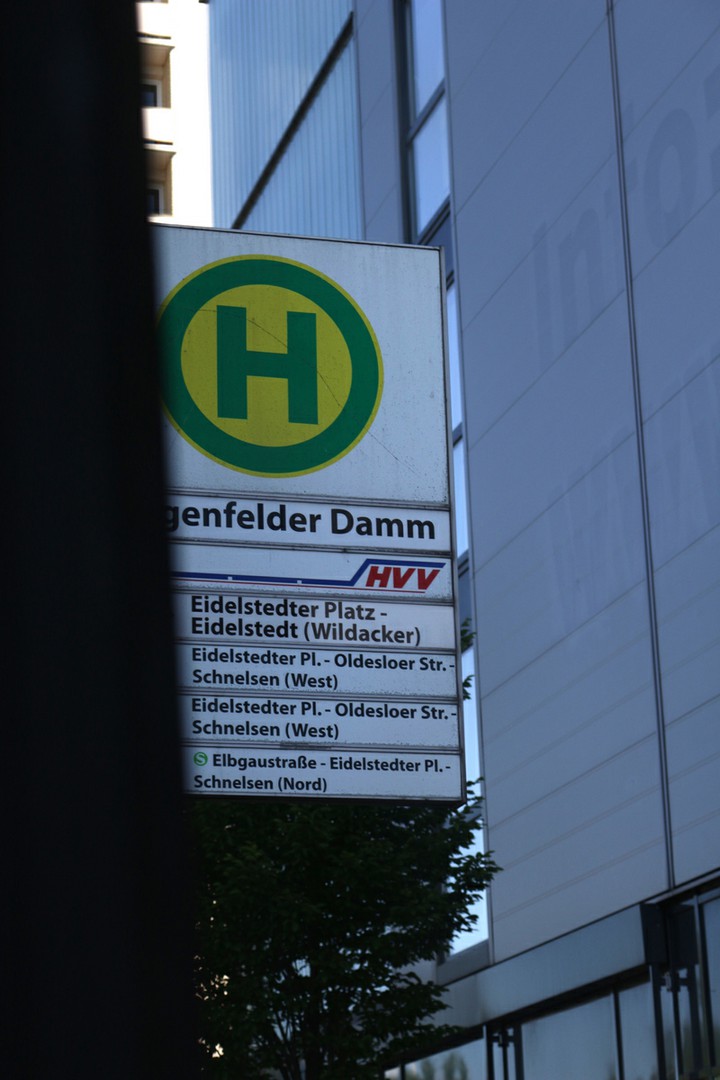 H
genfelder Damm
HVV
Eidelstedter Platz -
Eidelstedt (Wildacker)
Eidelstedter Pl. - Oldesloer Str. -
Schnelsen (West)
Eidelstedter Pl. - Oldesloer Str. -
Schnelsen (West)
S Elbgaustraße - Eidelstedter Pl. -
Schnelsen (Nord)